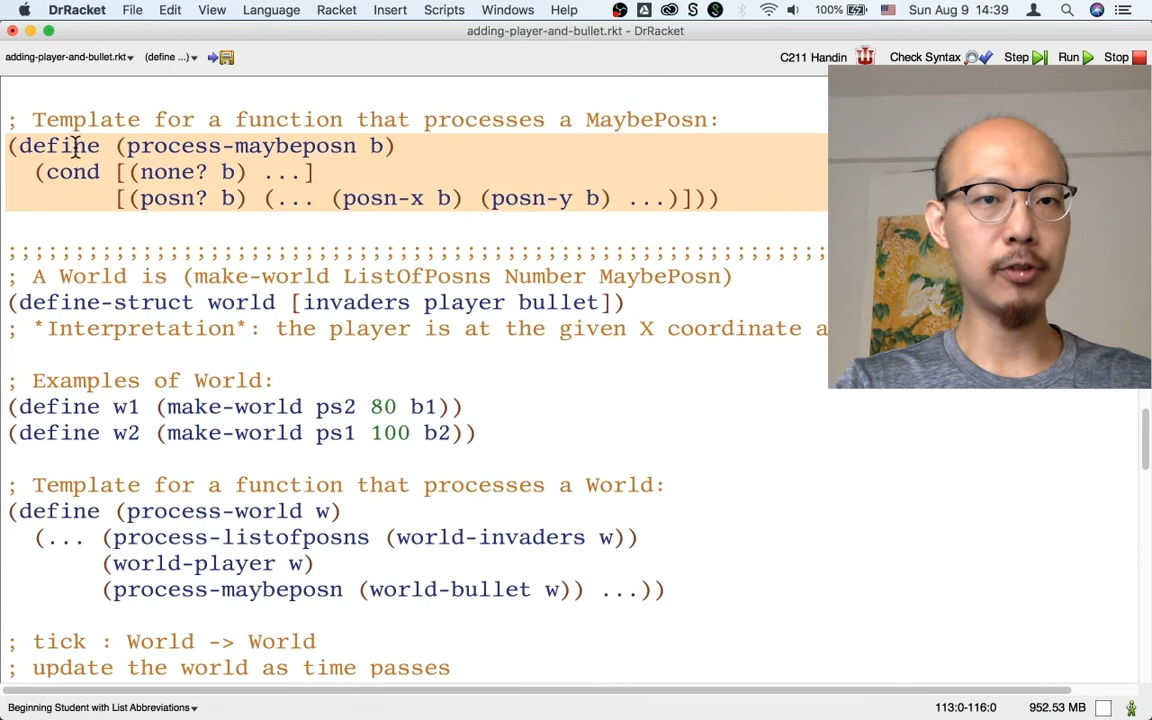 DrRacket File Edit View Language Racket Insert Scripts Windows Help 100% Sun Aug 9 14:39
adding-player-and-bullet.rkt - DrRacket
adding-player-and-bullet.rkt (define ...) C211 Handin Check Syntax Step Run Stop
; Template for a function that processes a MaybePosn:
(define (process-maybeposn b)
(cond [(none? b) ...]
[(posn? b) (... (posn-x b) (posn-y b) ...)]))
;;;;;;;;;;;;;;;;;;;;;;;;;;;;;;;;;;;;;;;;;;;;;;;;;;;;;;;;;;;;;
; A World is (make-world ListOfPosns Number MaybePosn)
(define-struct world [invaders player bullet])
; *Interpretation*: the player is at the given X coordinate a
; Examples of World:
(define w1 (make-world ps2 80 b1))
(define w2 (make-world ps1 100 b2))
; Template for a function that processes a World:
(define (process-world w)
(... (process-listofposns (world-invaders w))
(world-player w)
(process-maybeposn (world-bullet w)) ...))
; tick : World -> World
; update the world as time passes
Beginning Student with List Abbreviations 113:0-116:0 952.53 MB